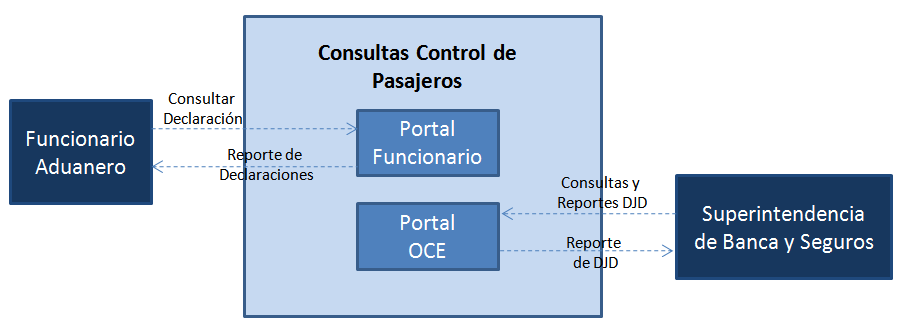 Consultas Control de
Pasajeros
Funcionario
Aduanero
Consultar
Declaración
Portal
Funcionario
Reporte de
Declaraciones
Portal
OCE
Consultas y
Reportes DJD
Reporte
de DJD
Superintendencia
de Banca y Seguros